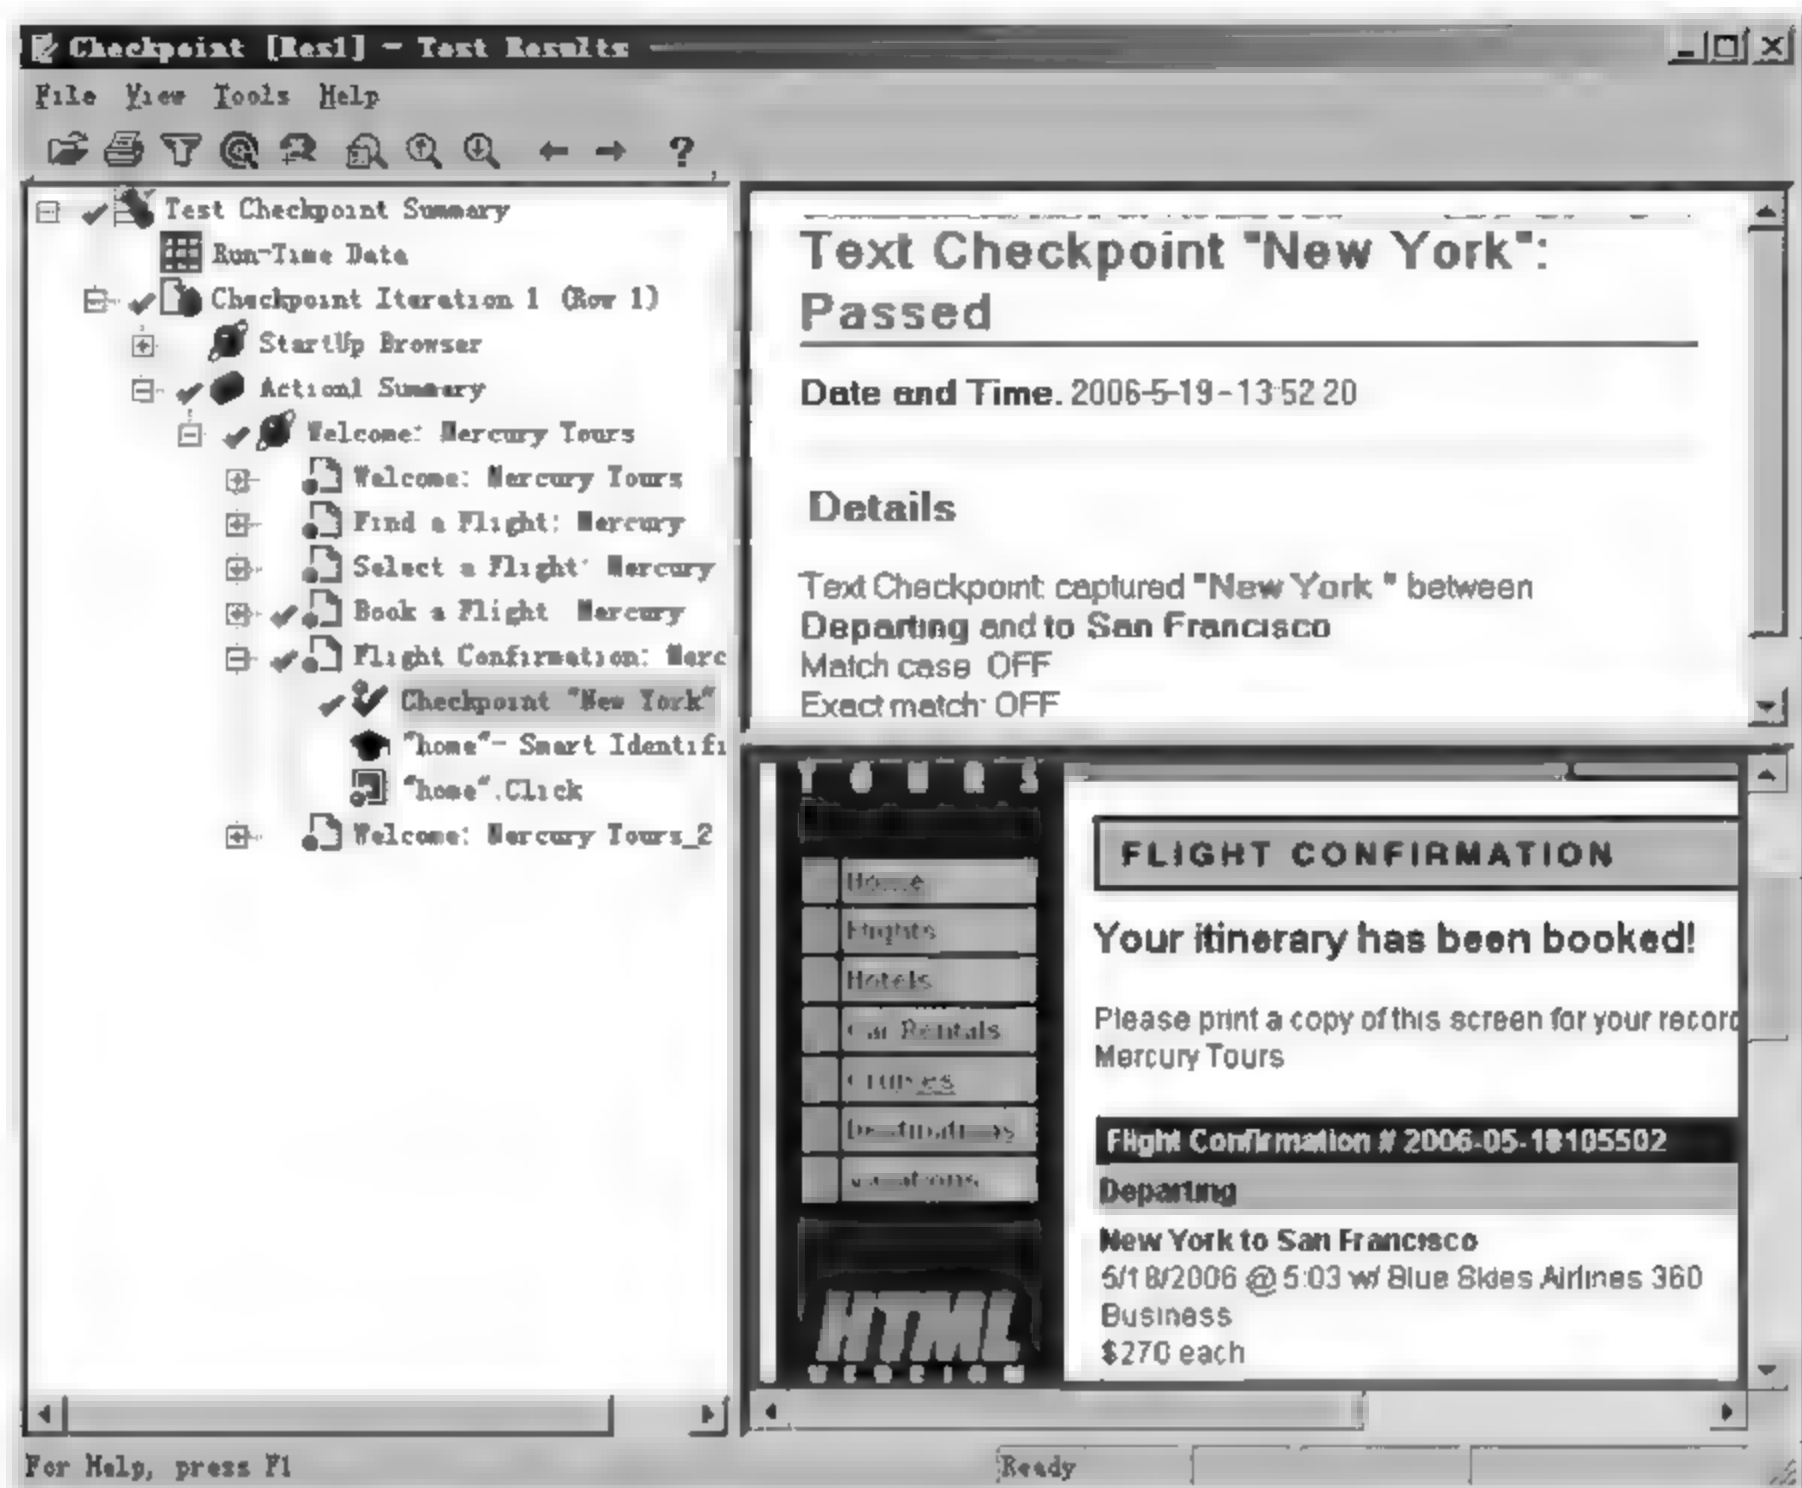 Checkpoint [Res1] - Test Results
File View Tools Help
Test Checkpoint Summary
Run-Time Data
Checkpoint Iteration 1 (Row 1)
StartUp Browser
Action1 Summary
Welcome: Mercury Tours
Welcome: Mercury Tours
Find a Flight: Mercury
Select a Flight: Mercury
Book a Flight Mercury
Flight Confirmation: Merc
Checkpoint "New York"
"home"- Smart Identifi
"home".Click
Welcome: Mercury Tours_2
Text Checkpoint "New York":
Passed
Date and Time. 2006-5-19 - 13:52 20
Details
Text Checkpoint: captured "New York " between
Departing and to San Francisco
Match case OFF
Exact match: OFF
TOURS
Home
Flights
Hotels
Car Rentals
Cruises
Destinations
Vacations
HTML
VERSION
FLIGHT CONFIRMATION
Your itinerary has been booked!
Please print a copy of this screen for your record
Mercury Tours
Flight Confirmation # 2006-05-18105502
Departing
New York to San Francisco
5/18/2006 @ 5:03 w/ Blue Skies Airlines 360
Business
$270 each
For Help, press F1
Ready